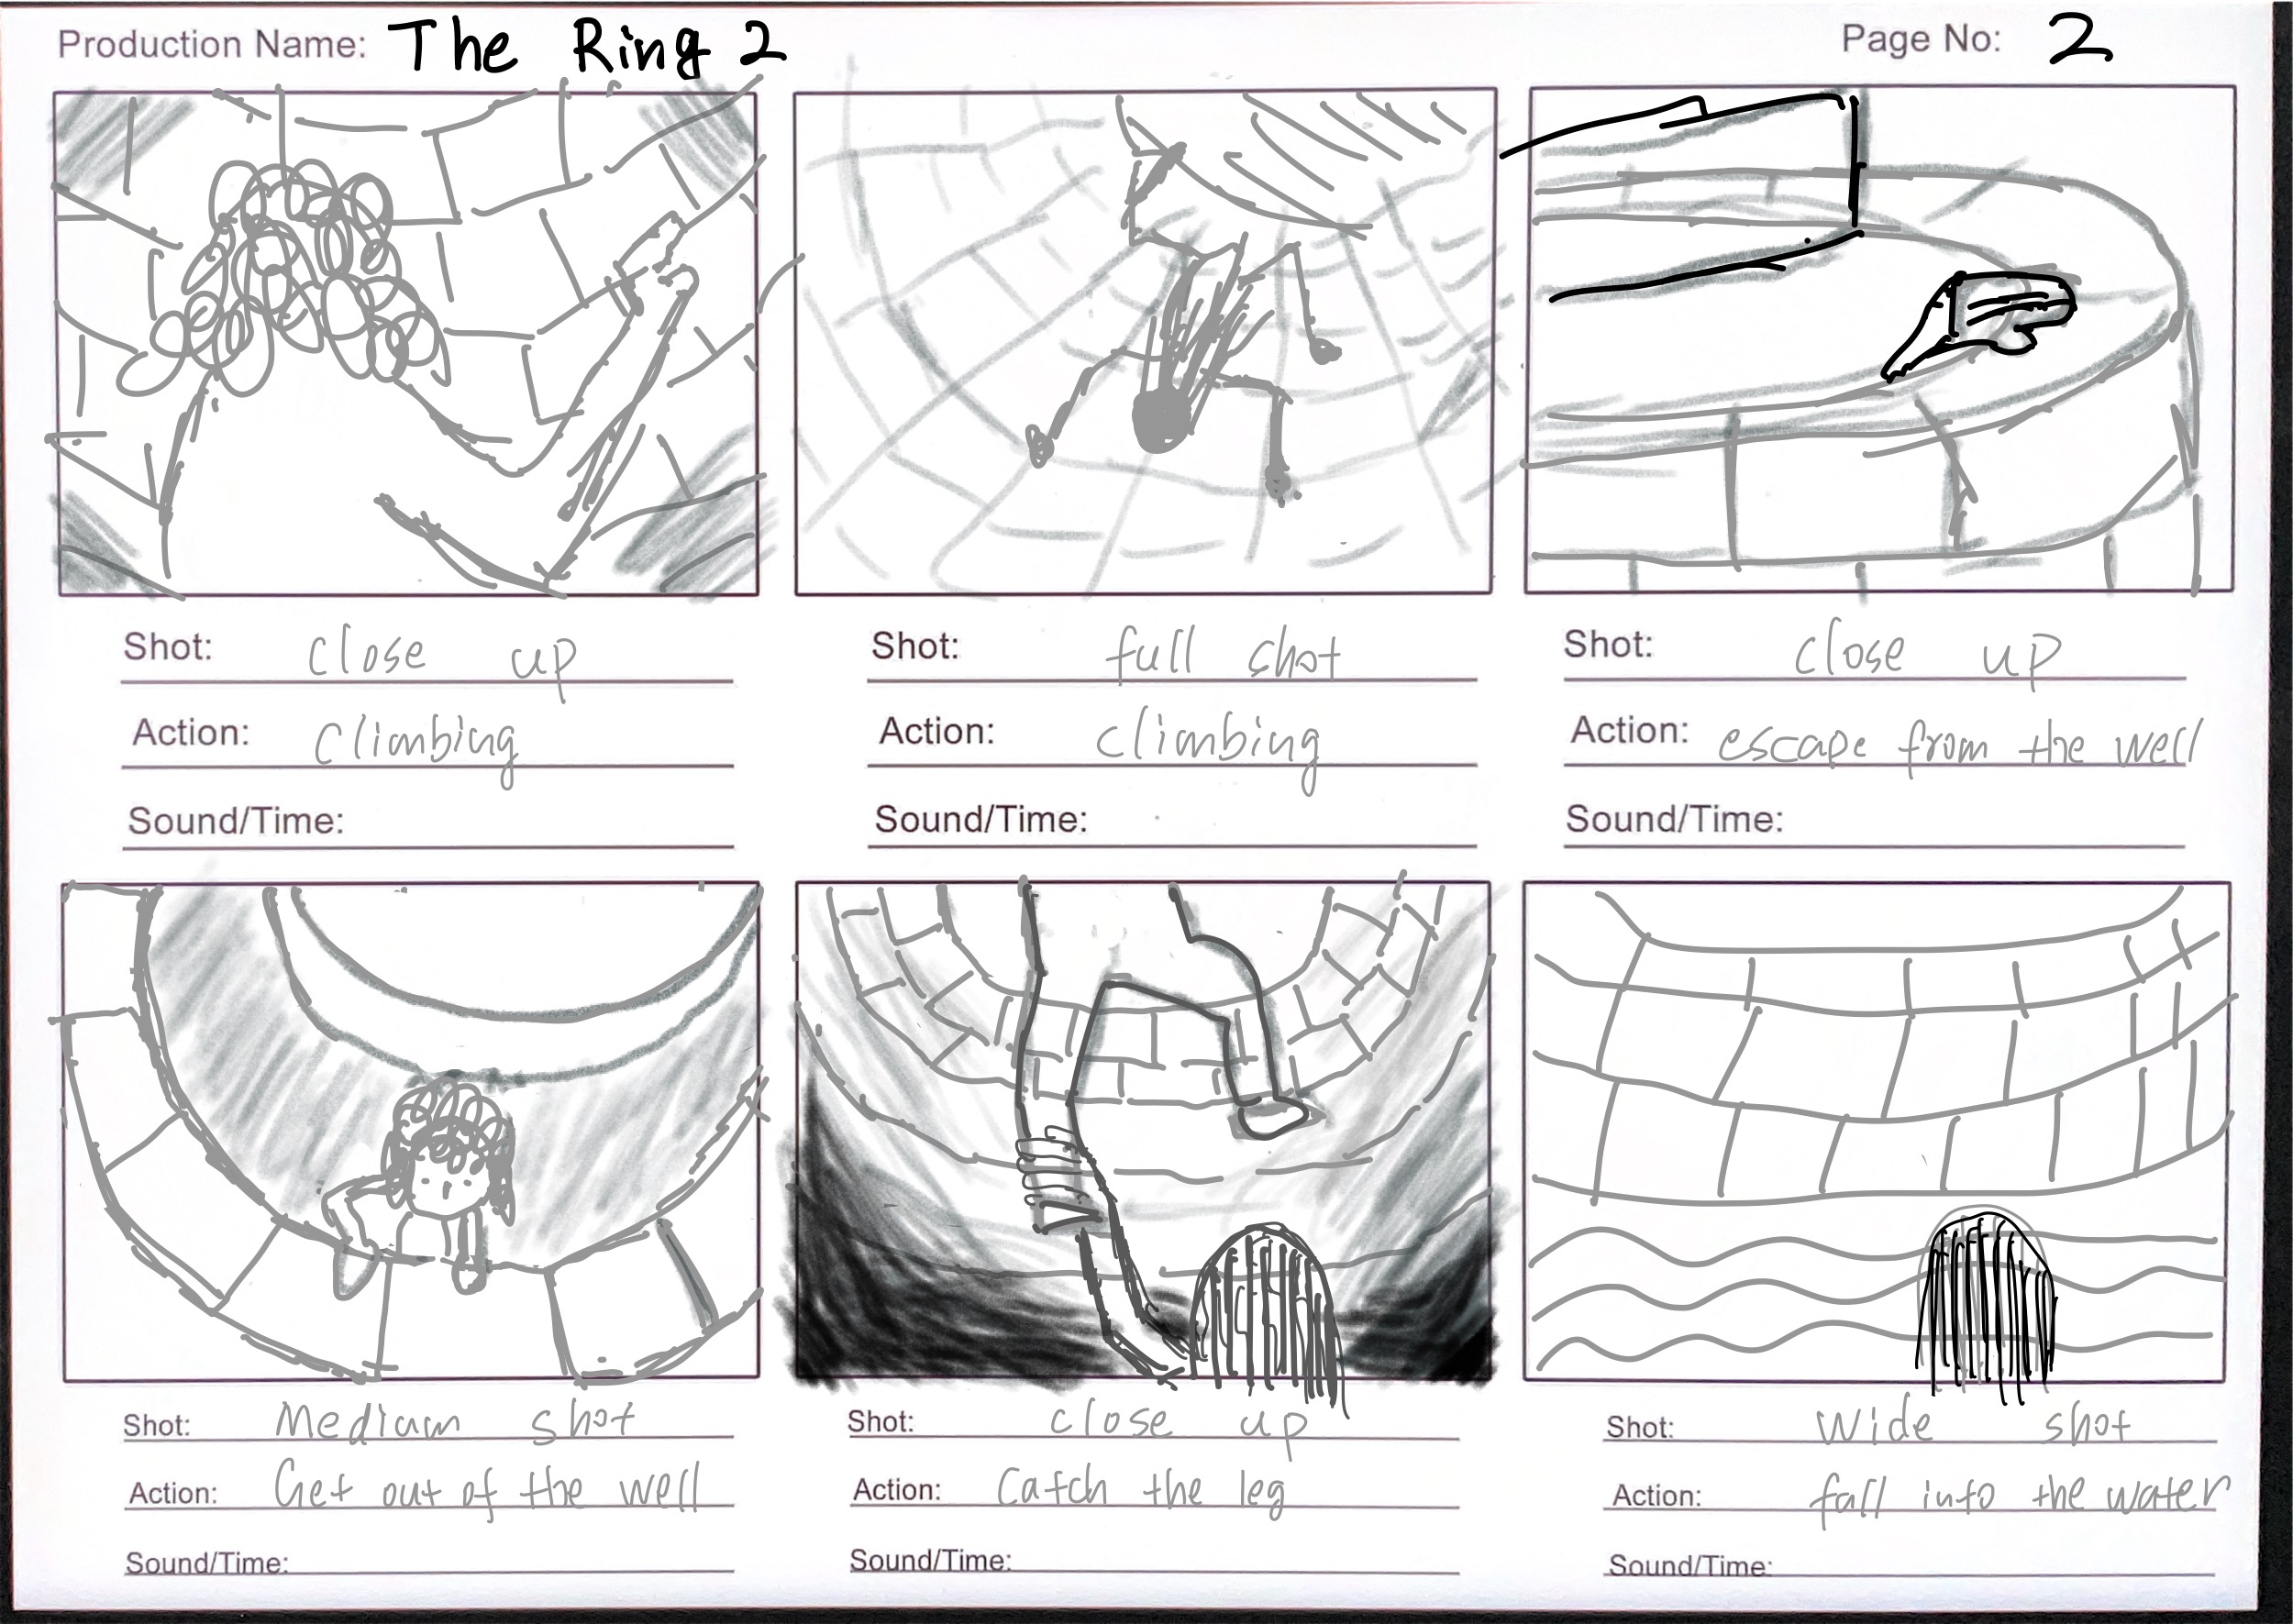 Production Name: The Ring 2
Page No: 2
Shot: close up
Action: climbing
Sound/Time:
Shot: full shot
Action: climbing
Sound/Time:
Shot: close up
Action: escape from the well
Sound/Time:
Shot: Medium shot
Action: Get out of the well
Sound/Time:
Shot: close up
Action: Catch the leg
Sound/Time:
Shot: Wide shot
Action: fall into the water
Sound/Time: